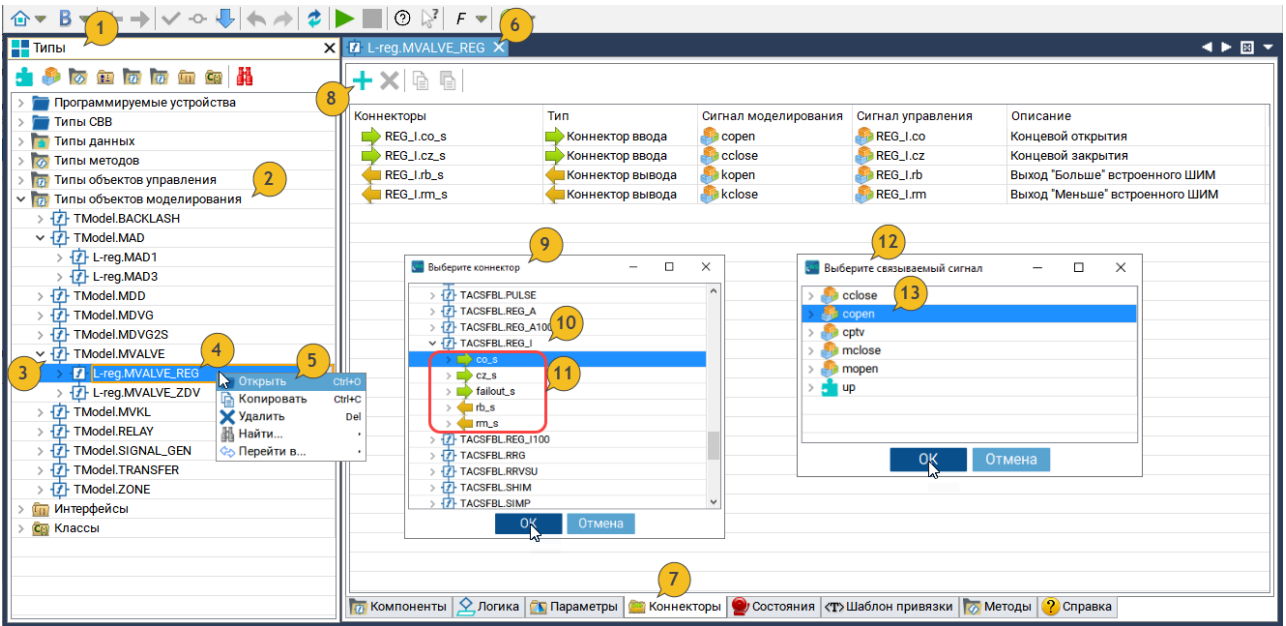 B
F
1
6
Типы
L-reg.MVALVE_REG
8
Программируемые устройства
Типы СВВ
Типы данных
Типы методов
Типы объектов управления
2
Типы объектов моделирования
TModel.BACKLASH
TModel.MAD
L-reg.MAD1
L-reg.MAD3
TModel.MDD
TModel.MDVG
TModel.MDVG2S
TModel.MVALVE
3
4
5
L-reg.MVALVE_REG
L-reg.MVALVE_ZDV
TModel.MVKL
TModel.RELAY
TModel.SIGNAL_GEN
TModel.TRANSFER
TModel.ZONE
Интерфейсы
Классы
Открыть Ctrl+O
Копировать Ctrl+C
Удалить Del
Найти...
Перейти в...
Коннекторы Тип Сигнал моделирования Сигнал управления Описание
REG_I.co_s Коннектор ввода copen REG_I.co Концевой открытия
REG_I.cz_s Коннектор ввода cclose REG_I.cz Концевой закрытия
REG_I.rb_s Коннектор вывода kopen REG_I.rb Выход "Больше" встроенного ШИМ
REG_I.rm_s Коннектор вывода kclose REG_I.rm Выход "Меньше" встроенного ШИМ
9
Выберите коннектор
TACSFBL.PULSE
TACSFBL.REG_A
TACSFBL.REG_A100
10
TACSFBL.REG_I
co_s
cz_s
11
failout_s
rb_s
rm_s
TACSFBL.REG_I100
TACSFBL.RRG
TACSFBL.RRVSU
TACSFBL.SHIM
TACSFBL.SIMP
OK Отмена
12
Выберите связываемый сигнал
cclose
13
copen
cptv
mclose
mopen
up
OK Отмена
7
Компоненты Логика Параметры Коннекторы Состояния <T> Шаблон привязки Методы Справка